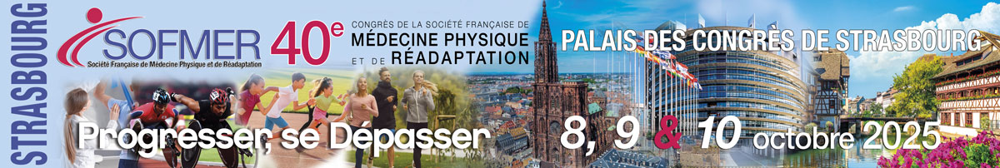 STRASBOURG
SOFMER
Société Française de Médecine Physique et de Réadaptation
40e
CONGRÈS DE LA SOCIÉTÉ FRANÇAISE DE
MÉDECINE PHYSIQUE
ET DE RÉADAPTATION
PALAIS DES CONGRÈS DE STRASBOURG
Progresser, se Dépasser
8, 9 & 10 octobre 2025